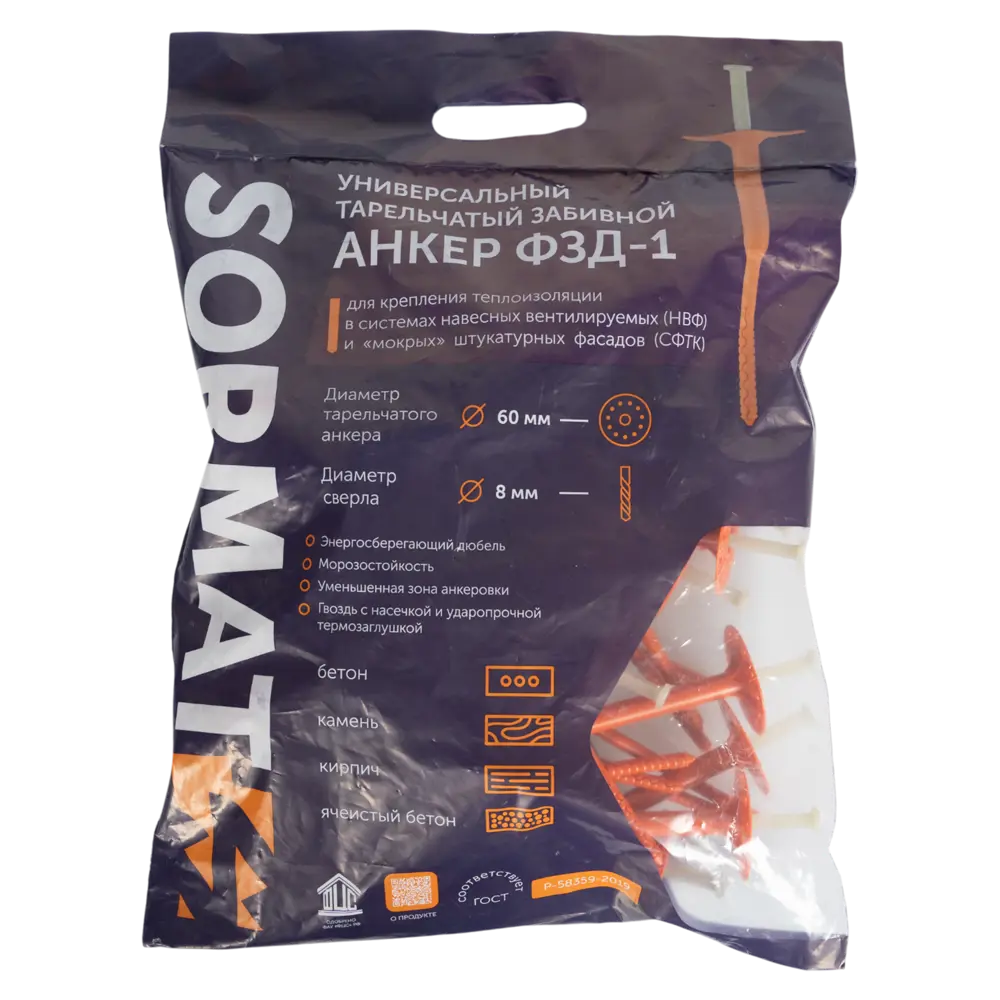 SORMAT
УНИВЕРСАЛЬНЫЙ
ТАРЕЛЬЧАТЫЙ ЗАБИВНОЙ
АНКЕР ФЗД-1
для крепления теплоизоляции
в системах навесных вентилируемых (НВФ)
и «мокрых» штукатурных фасадов (СФТК)
Диаметр
тарельчатого
анкера
60 мм
Диаметр
сверла
8 мм
Энергосберегающий дюбель
Морозостойкость
Уменьшенная зона анкеровки
Гвоздь с насечкой и ударопрочной
термозаглушкой
бетон
камень
кирпич
ячеистый бетон
ФЦС
ОДОБРЕНО
О ПРОДУКТЕ
соответствует
ГОСТ
Р-58359-2019